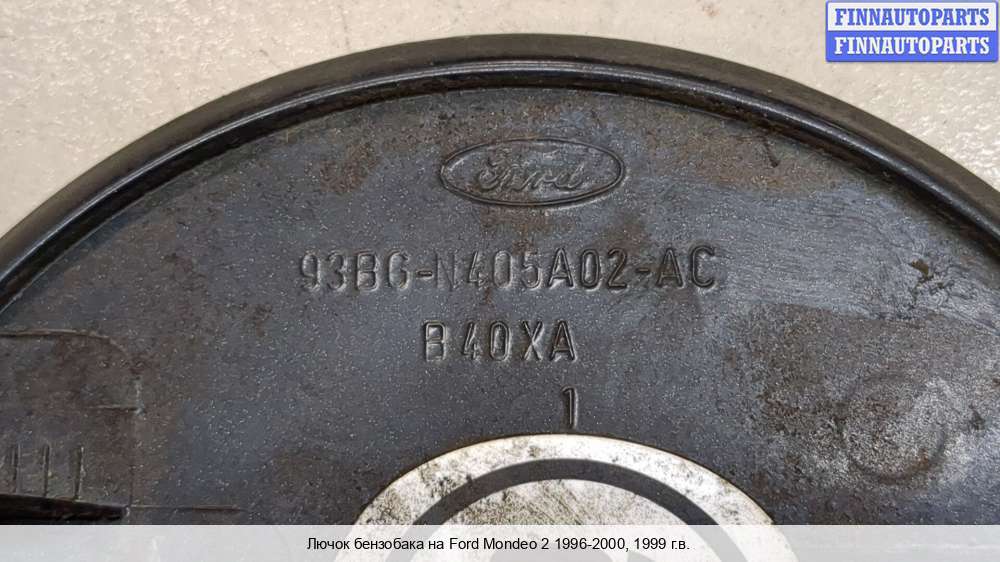 FINNAUTOPARTS
FINNAUTOPARTS
Ford
93BG-N405A02-AC
B40XA
1
Лючок бензобака на Ford Mondeo 2 1996-2000, 1999 г.в.